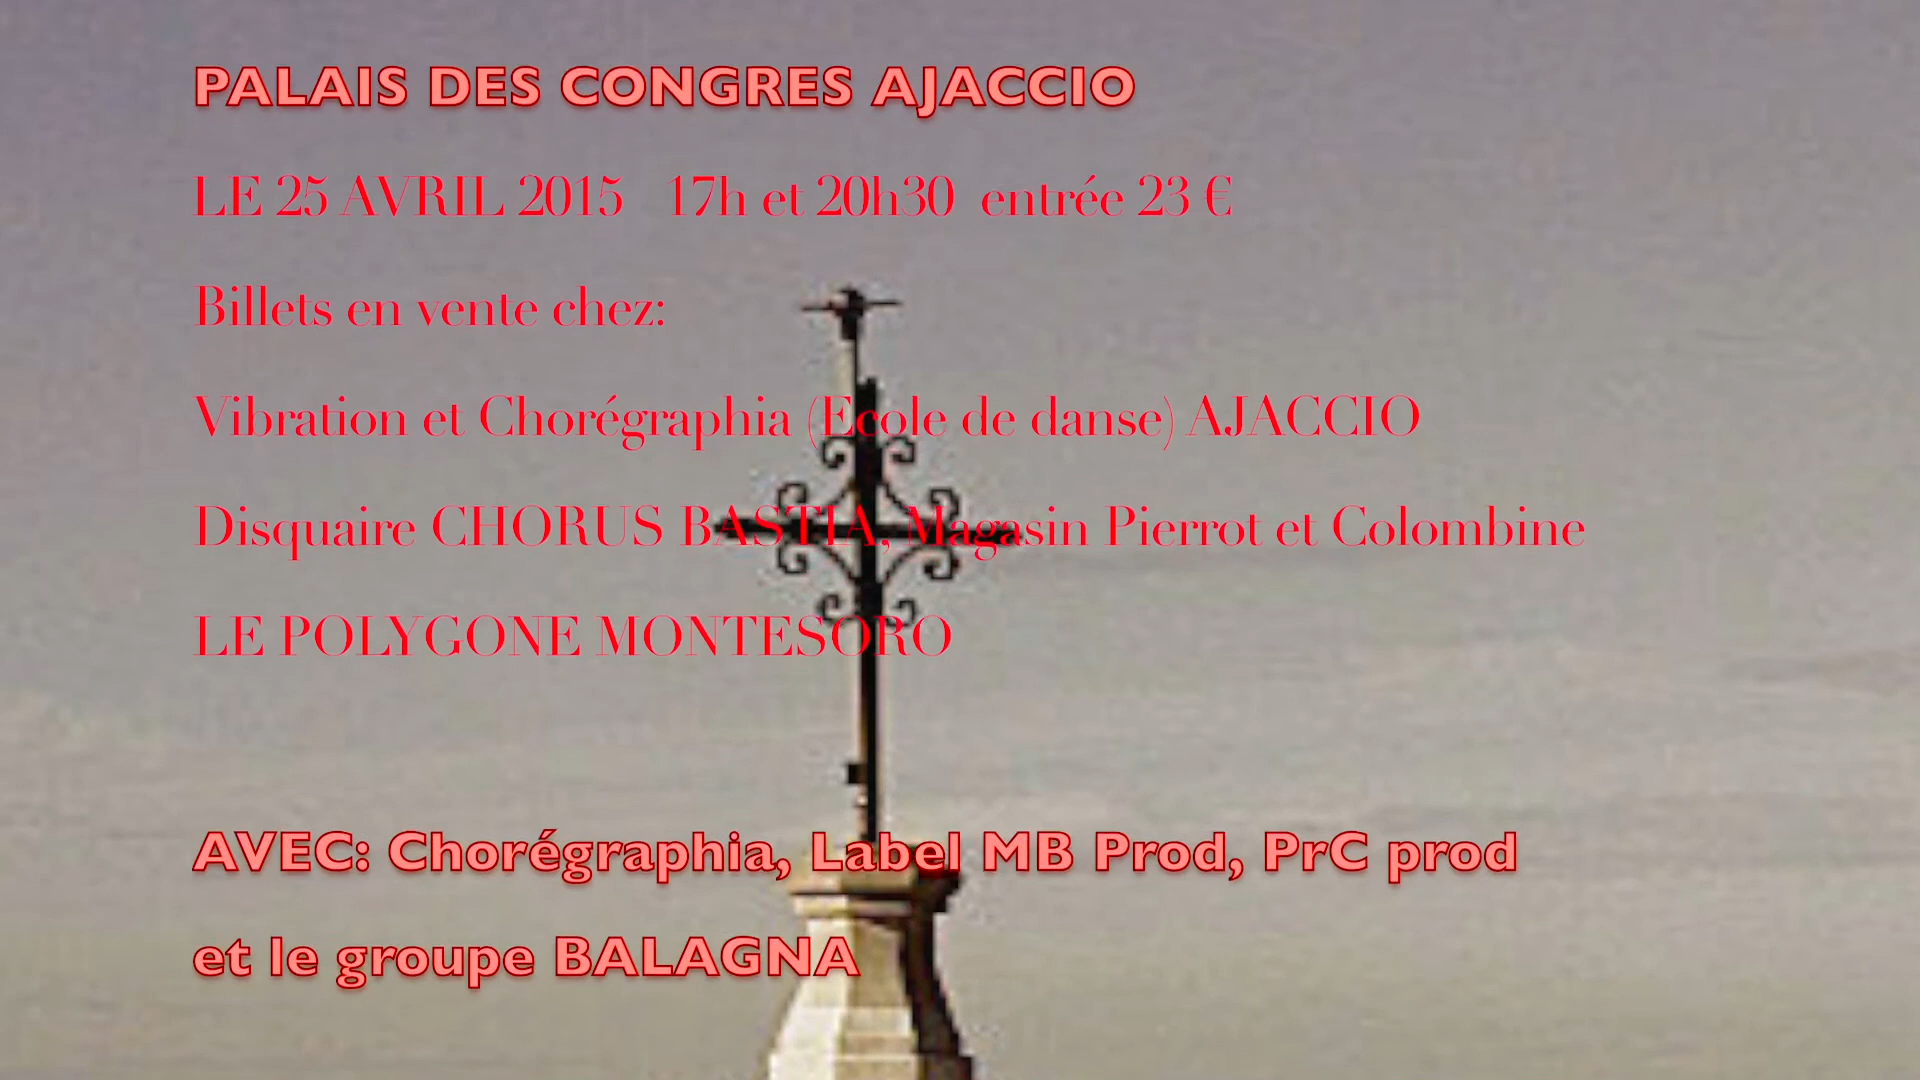 PALAIS DES CONGRES AJACCIO
LE 25 AVRIL 2015 17h et 20h30 entrée 23 €
Billets en vente chez:
Vibration et Chorégraphia (Ecole de danse) AJACCIO
Disquaire CHORUS BASTIA, Magasin Pierrot et Colombine
LE POLYGONE MONTESORO
AVEC: Chorégraphia, Label MB Prod, PrC prod
et le groupe BALAGNA